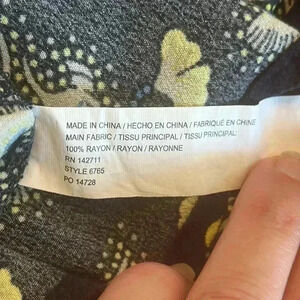 MADE IN CHINA / HECHO EN CHINA / FABRIQUÉ EN CHINE
MAIN FABRIC / TISSU PRINCIPAL / TISSU PRINCIPAL:
100% RAYON / RAYON / RAYONNE
RN 142711
STYLE 6765
PO 14728